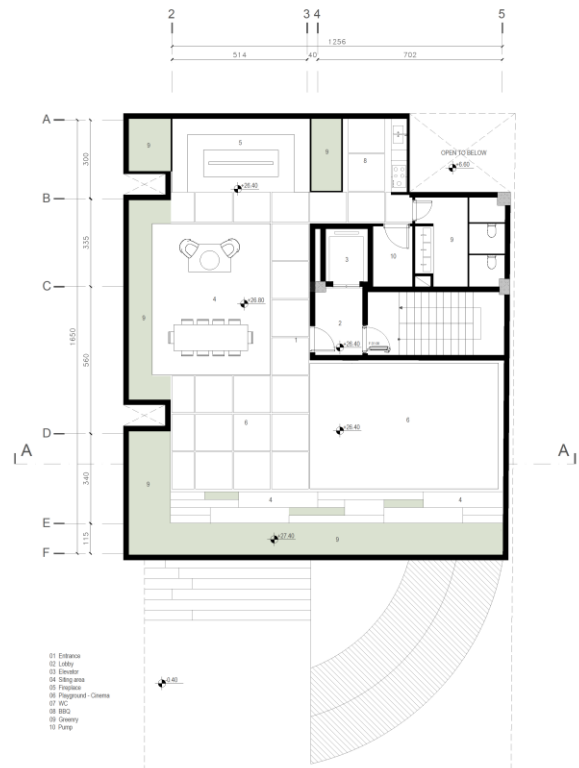 2 3 4 5
1256
514 40 702
A
300
B
335
C
1650
560
D
340
E
115
F
A A
9
5
9
8
OPEN TO BELOW
+6.60
+26.40
9
3
10
4
+26.80
2
+26.40
9
1
6
+26.40
6
9
4
4
+27.40
9
-0.40
01 Entrance
02 Lobby
03 Elevator
04 Siting area
05 Fireplace
06 Playground - Cinema
07 WC
08 BBQ
09 Greenry
10 Pump